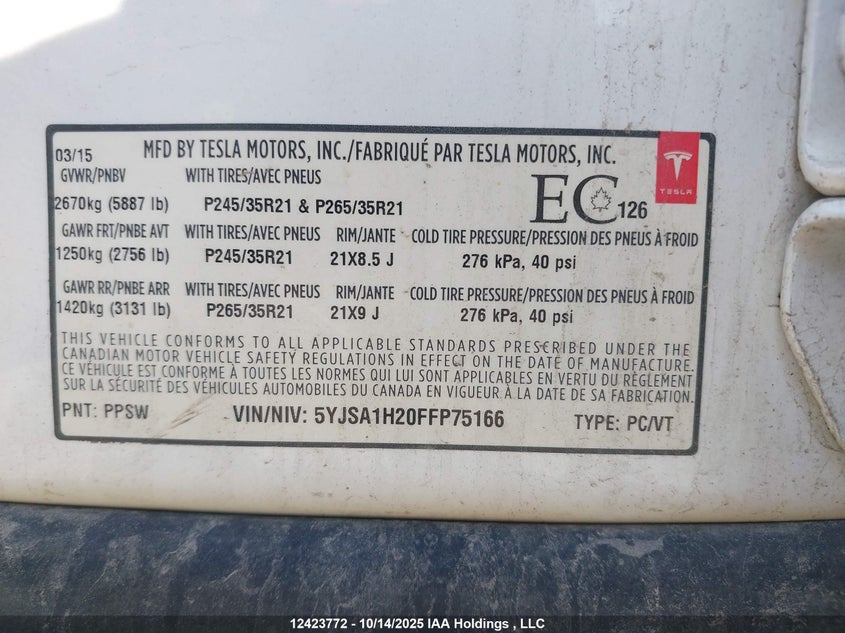 03/15 MFD BY TESLA MOTORS, INC./FABRIQUÉ PAR TESLA MOTORS, INC.
GVWR/PNBV WITH TIRES/AVEC PNEUS
2670kg (5887 lb) P245/35R21 & P265/35R21 EC 126
TESLA
GAWR FRT/PNBE AVT WITH TIRES/AVEC PNEUS RIM/JANTE COLD TIRE PRESSURE/PRESSION DES PNEUS À FROID
1250kg (2756 lb) P245/35R21 21X8.5 J 276 kPa, 40 psi
GAWR RR/PNBE ARR WITH TIRES/AVEC PNEUS RIM/JANTE COLD TIRE PRESSURE/PRESSION DES PNEUS À FROID
1420kg (3131 lb) P265/35R21 21X9 J 276 kPa, 40 psi
THIS VEHICLE CONFORMS TO ALL APPLICABLE STANDARDS PRESCRIBED UNDER THE
CANADIAN MOTOR VEHICLE SAFETY REGULATIONS IN EFFECT ON THE DATE OF MANUFACTURE.
CE VÉHICULE EST CONFORME À TOUTES LES NORMES QUI LUI SONT APPLICABLES EN VERTU DU RÈGLEMENT
SUR LA SÉCURITÉ DES VÉHICULES AUTOMOBILES DU CANADA EN VIGUEUR À LA DATE DE SA FABRICATION.
PNT: PPSW VIN/NIV: 5YJSA1H20FFP75166 TYPE: PC/VT
12423772 - 10/14/2025 IAA Holdings , LLC